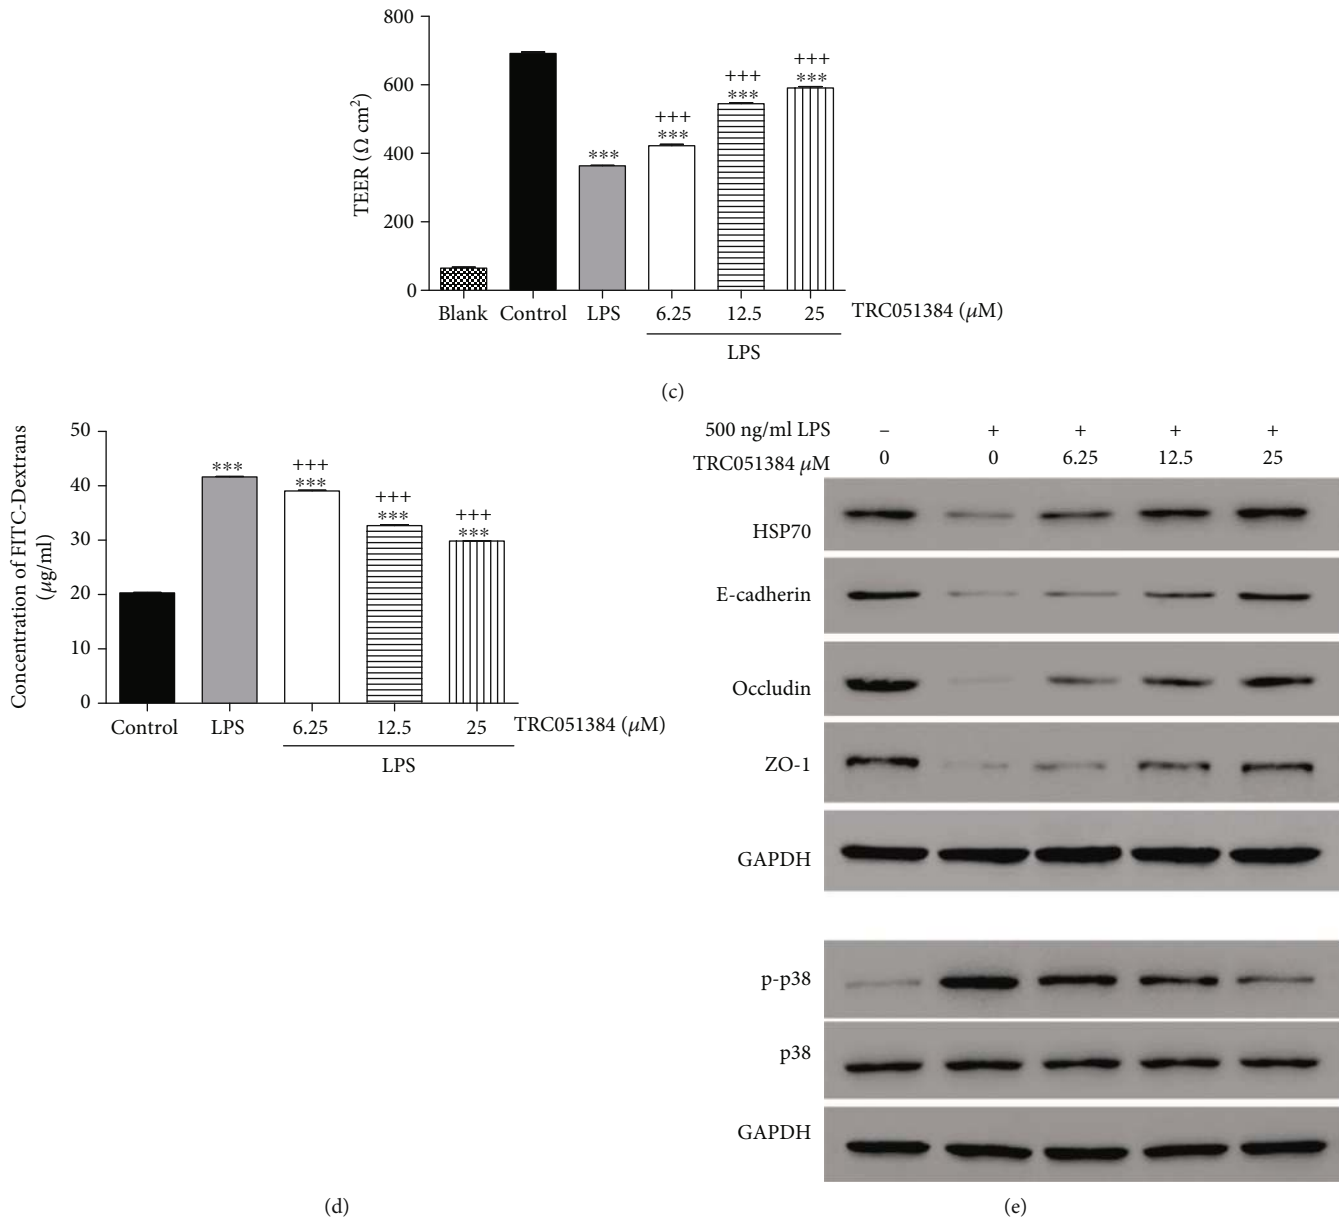 800
600
400
200
0
TEER (Ω cm²)
***
+++
***
+++
***
+++
***
Blank Control LPS 6.25 12.5 25 TRC051384 (μM)
LPS
(c)
50
40
30
20
10
0
Concentration of FITC-Dextrans
(μg/ml)
***
+++
***
+++
***
+++
***
Control LPS 6.25 12.5 25 TRC051384 (μM)
LPS
(d)
500 ng/ml LPS – + + + +
TRC051384 μM 0 0 6.25 12.5 25
HSP70
E-cadherin
Occludin
ZO-1
GAPDH
p-p38
p38
GAPDH
(e)